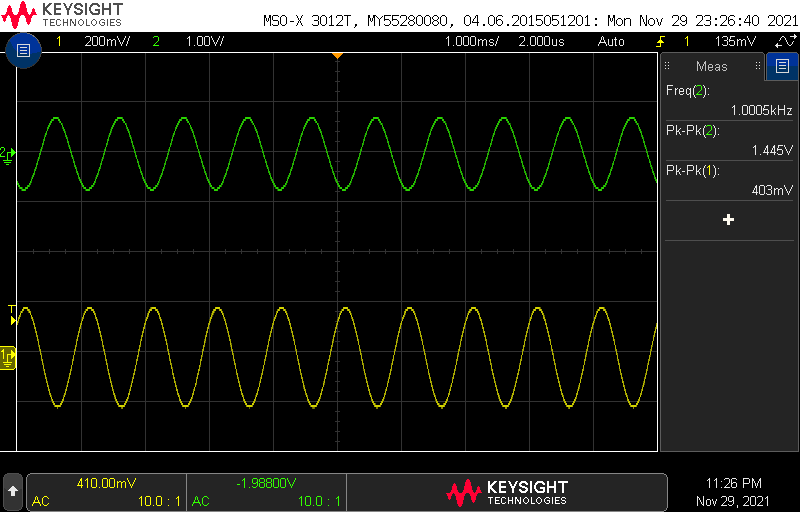 KEYSIGHT
TECHNOLOGIES
MSO-X 3012T, MY55280080, 04.06.2015051201: Mon Nov 29 23:26:40 2021
1 200mV/ 2 1.00V/ 1.000ms/ 2.000us Auto 1 135mV
Meas
Freq(2):
1.0005kHz
Pk-Pk(2):
1.445V
Pk-Pk(1):
403mV
2
T
1
410.00mV
AC 10.0 : 1
-1.98800V
AC 10.0 : 1
KEYSIGHT
TECHNOLOGIES
11:26 PM
Nov 29, 2021